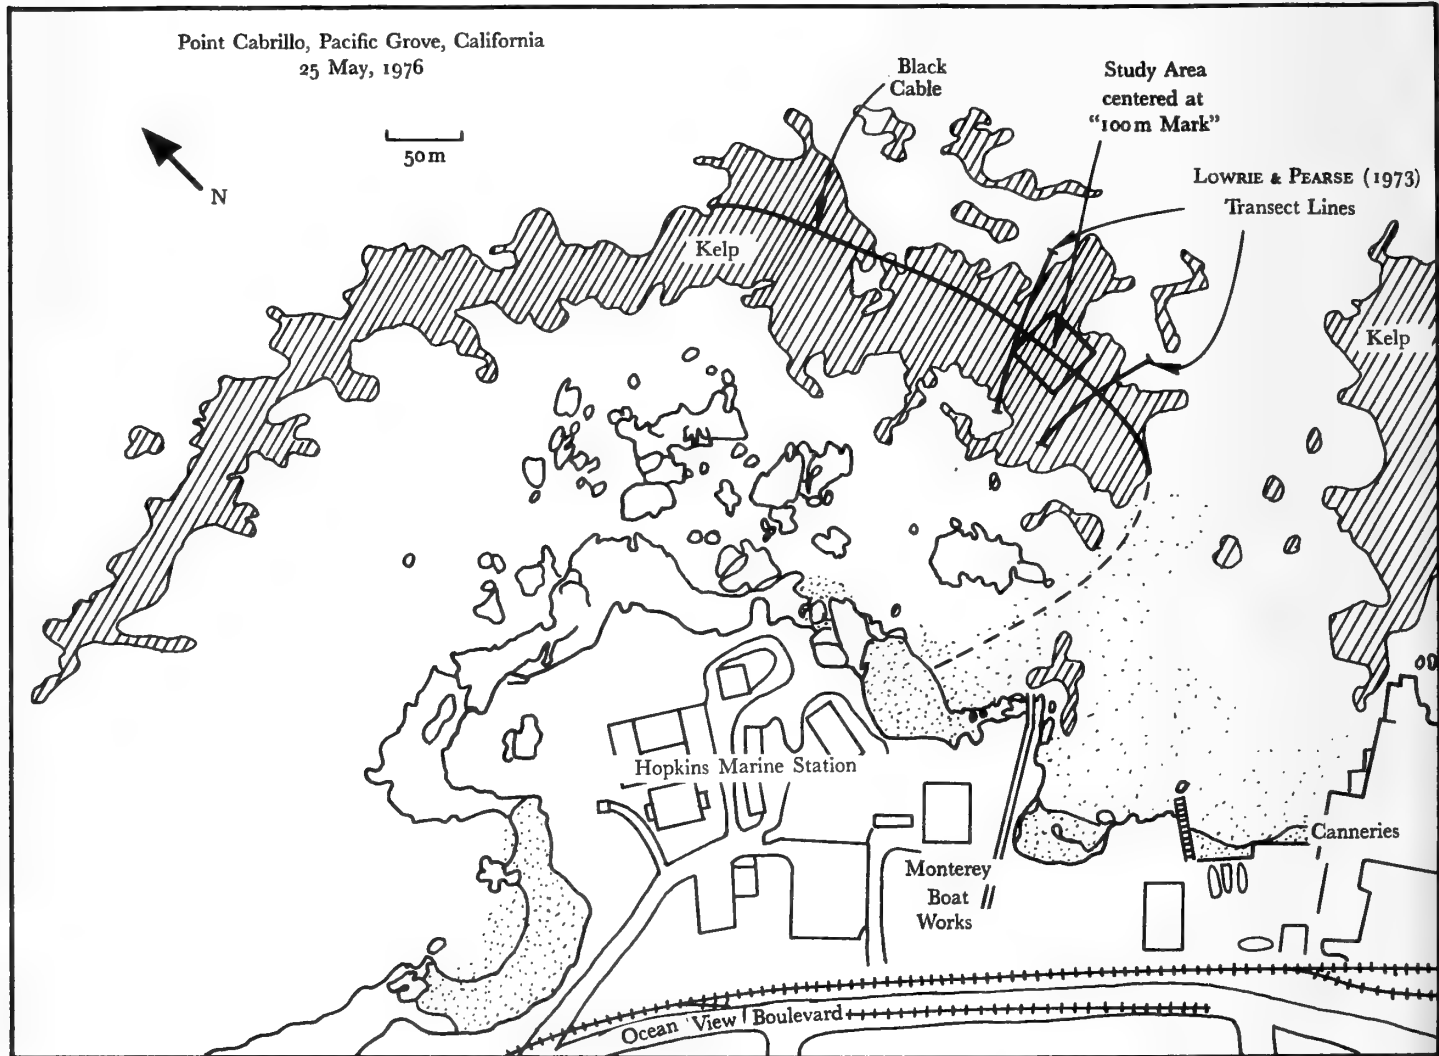 Point Cabrillo, Pacific Grove, California
25 May, 1976
50 m
N
Black
Cable
Study Area
centered at
"100 m Mark"
Lowrie & Pearse (1973)
Transect Lines
Kelp
Kelp
Hopkins Marine Station
Monterey
Boat
Works
Canneries
Ocean View Boulevard